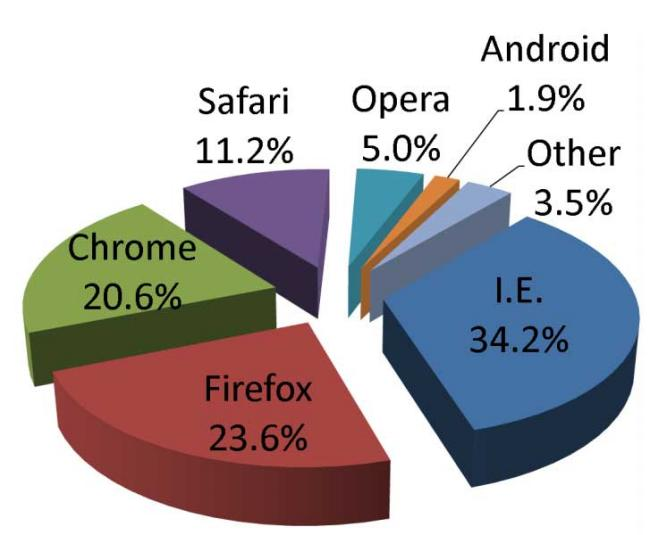 Android
1.9%
Safari
11.2%
Opera
5.0%
Other
3.5%
Chrome
20.6%
I.E.
34.2%
Firefox
23.6%